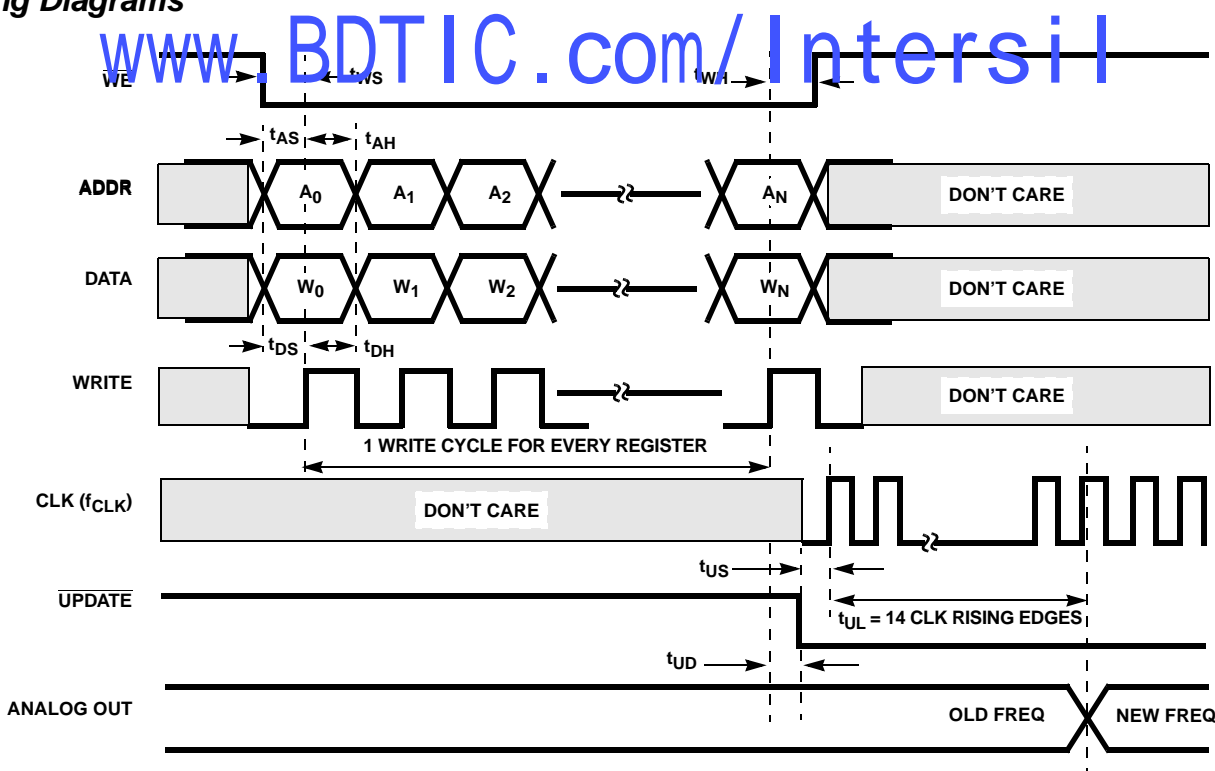 ng Diagrams
www.BDTIC.com/Intersil
WE
tWS
tWH
tAS
tAH
ADDR
A0
A1
A2
AN
DON'T CARE
DATA
W0
W1
W2
WN
DON'T CARE
tDS
tDH
WRITE
DON'T CARE
1 WRITE CYCLE FOR EVERY REGISTER
CLK (fCLK)
DON'T CARE
tUS
UPDATE
tUL = 14 CLK RISING EDGES
tUD
ANALOG OUT
OLD FREQ
NEW FREQ